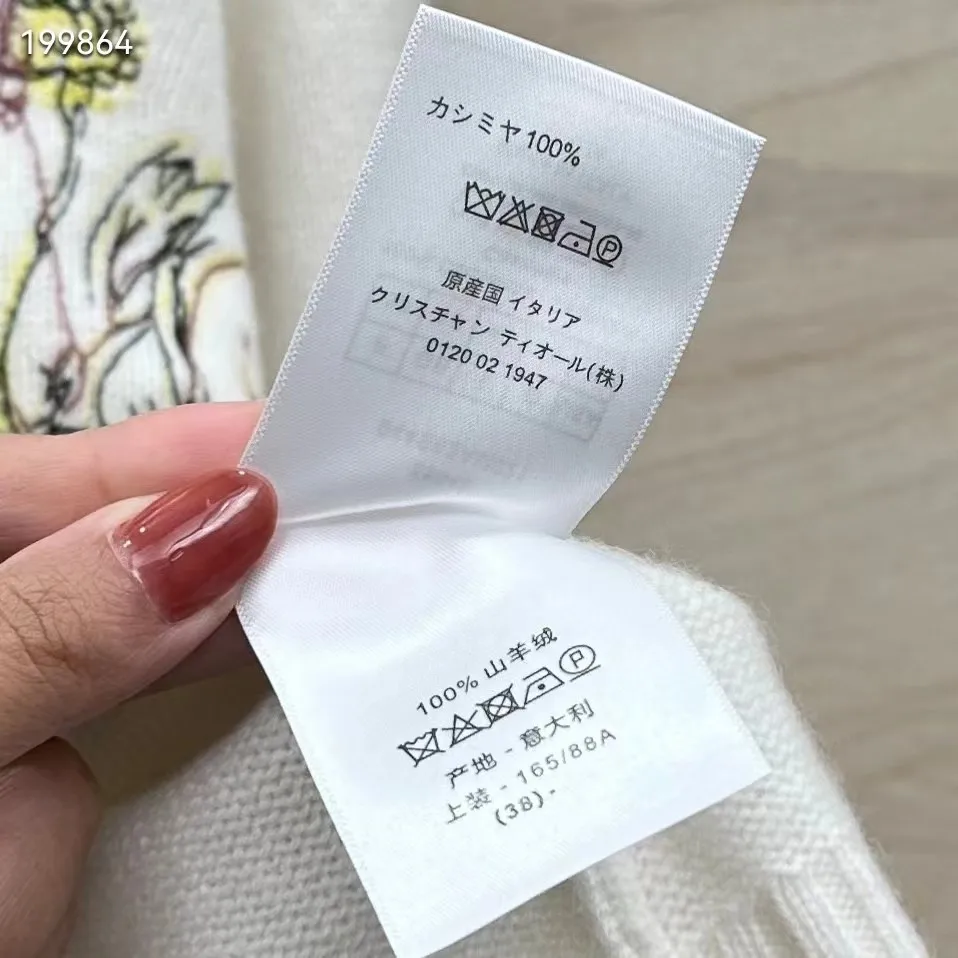 199864
カシミヤ100%
P
原産国 イタリア
クリスチャン ディオール(株)
0120 02 1947
100% 山羊绒
P
产地 - 意大利
上装 - 165/88A
(38)-